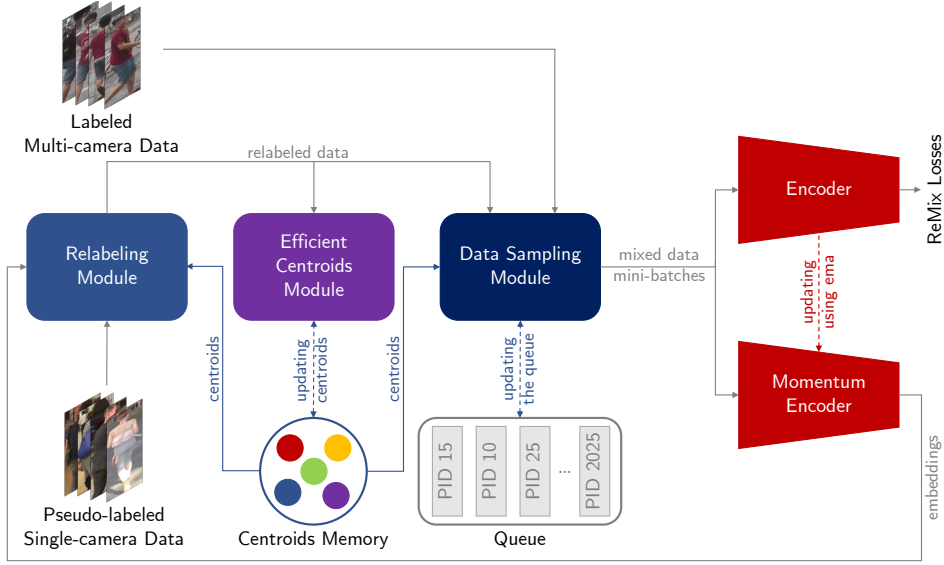 Labeled
Multi-camera Data
relabeled data
Relabeling
Module
Efficient
Centroids
Module
Data Sampling
Module
mixed data
mini-batches
Encoder
ReMix Losses
updating
using ema
Momentum
Encoder
embeddings
centroids
updating
centroids
centroids
updating
the queue
PID 15
PID 10
PID 25
...
PID 2025
Pseudo-labeled
Single-camera Data
Centroids Memory
Queue